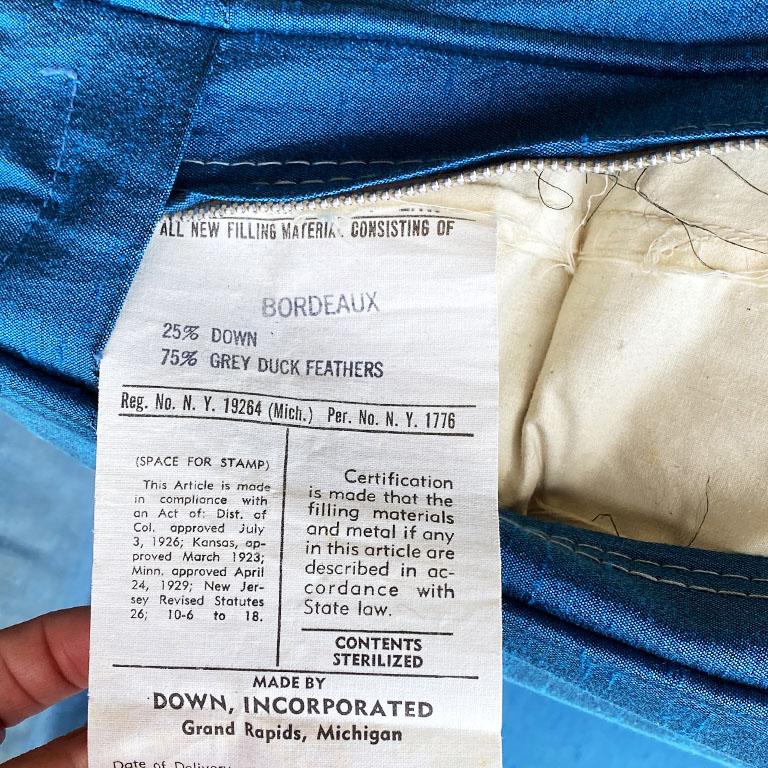 ALL NEW FILLING MATERIAL CONSISTING OF
BORDEAUX
25% DOWN
75% GREY DUCK FEATHERS
Reg. No. N. Y. 19264 (Mich.) Per. No. N. Y. 1776
(SPACE FOR STAMP)
This Article is made
in compliance with
an Act of: Dist. of
Col. approved July
3, 1926; Kansas, ap-
proved March 1923;
Minn. approved April
24, 1929; New Jer-
sey Revised Statutes
26; 10-6 to 18.
Certification
is made that the
filling materials
and metal if any
in this article are
described in ac-
cordance with
State law.
CONTENTS
STERILIZED
MADE BY
DOWN, INCORPORATED
Grand Rapids, Michigan
Date of Delivery